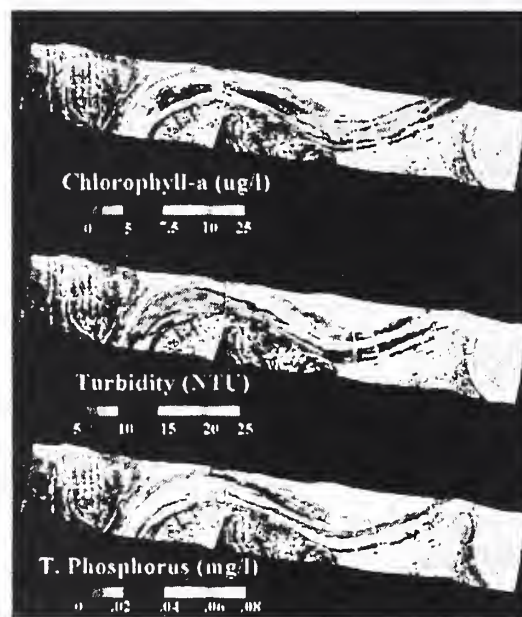 Chlorophyll-a (ug/l)
0 5 7.5 10 25
Turbidity (NTU)
5 10 15 20 25
T. Phosphorus (mg/l)
0 .02 .04 .06 .08